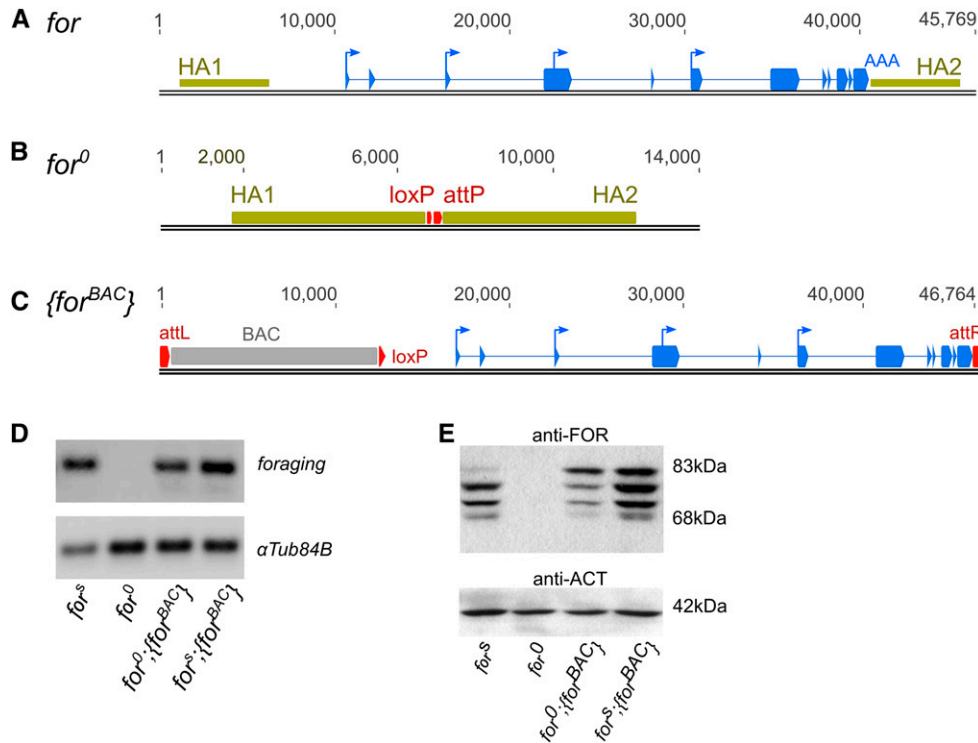 A for 1 10,000 20,000 30,000 40,000 45,769
HA1 AAA HA2
B for0 1 2,000 6,000 10,000 14,000
HA1 loxP attP HA2
C {forBAC} 1 10,000 20,000 30,000 40,000 46,764
attL BAC loxP attR
D
foraging
αTub84B
fors for0 for0;{forBAC} fors;{forBAC}
E anti-FOR
83kDa
68kDa
anti-ACT
42kDa
fors for0 for0;{forBAC} fors;{forBAC}